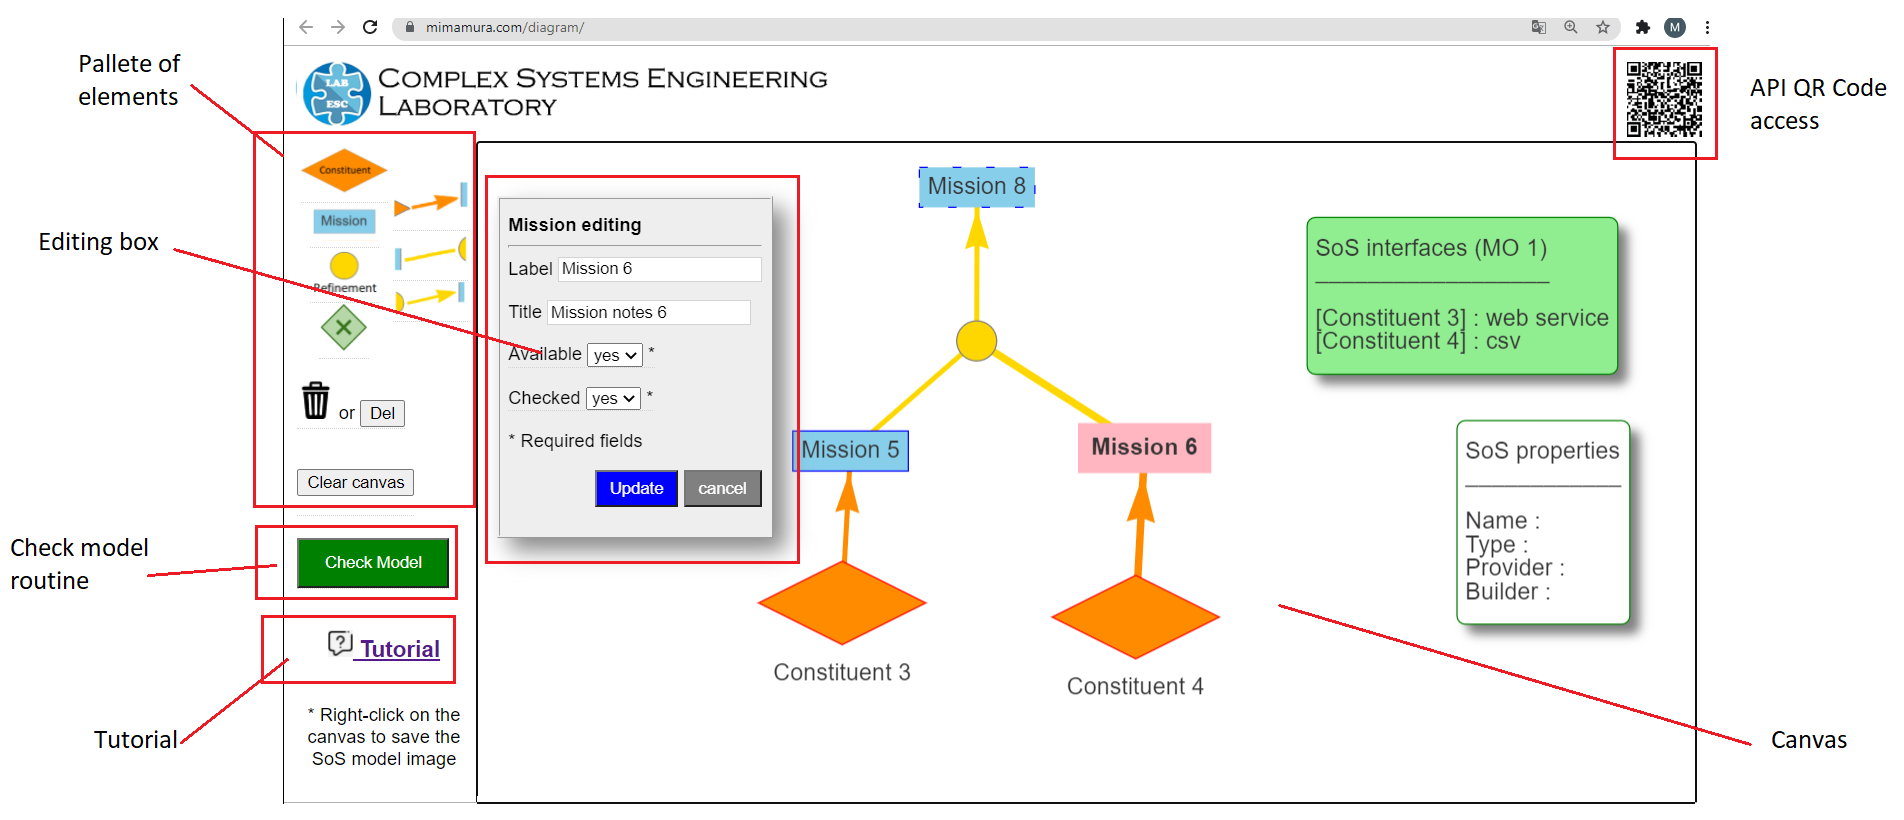 mimamura.com/diagram/
M
Pallete of
elements
LAB
ESC
COMPLEX SYSTEMS ENGINEERING
LABORATORY
API QR Code
access
Constituent
Mission
Refinement
or Del
Clear canvas
Editing box
Mission editing
Label Mission 6
Title Mission notes 6
Available yes *
Checked yes *
* Required fields
Update cancel
Mission 8
Mission 5
Mission 6
Constituent 3
Constituent 4
SoS interfaces (MO 1)
___________________
[Constituent 3] : web service
[Constituent 4] : csv
SoS properties
_____________
Name :
Type :
Provider :
Builder :
Check model
routine
Check Model
? Tutorial
Tutorial
* Right-click on the
canvas to save the
SoS model image
Canvas